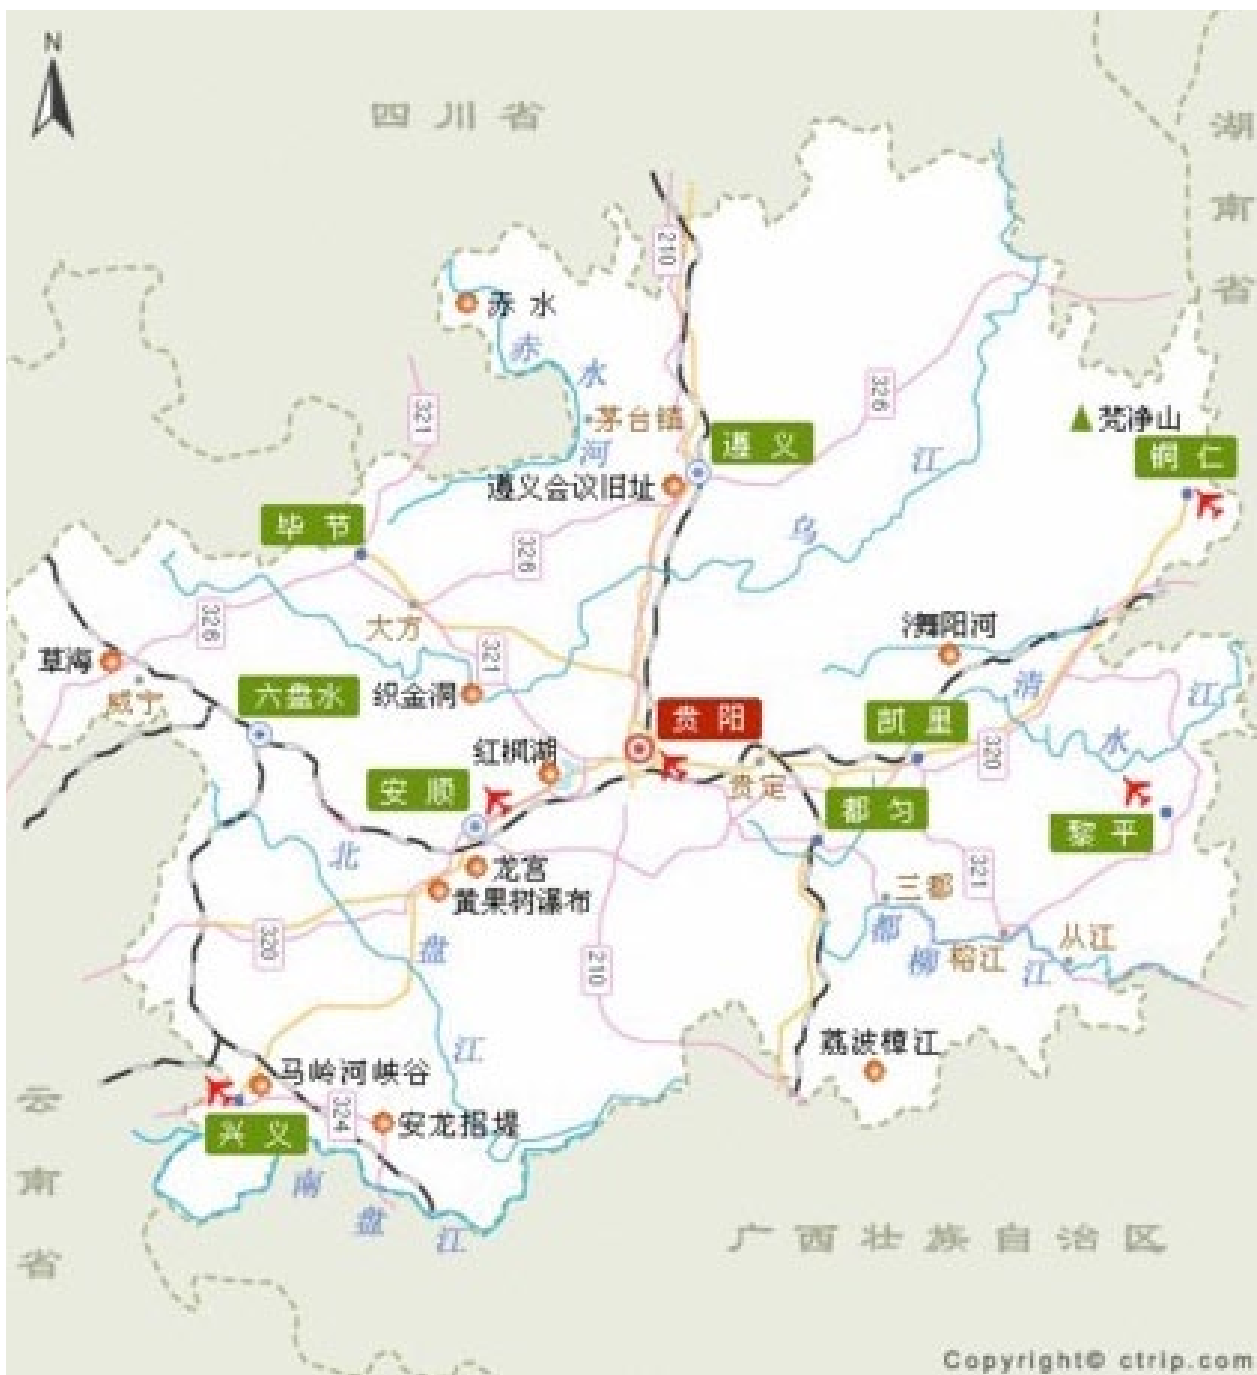 N
四川省
湖南省
210
赤水
赤水河
321
326
茅台镇
梵净山
遵义
铜仁
江
遵义会议旧址
毕节
乌
326
326
大方
㵲阳河
草海
321
清
江
威宁
六盘水
织金洞
贵阳
凯里
水
红枫湖
320
安顺
贵定
都匀
黎平
北
龙宫
321
三都
黄果树瀑布
都
盘
320
柳
榕江
江
从江
210
江
荔波樟江
马岭河峡谷
云南省
324
安龙招堤
兴义
南
盘
江
广西壮族自治区
Copyright© ctrip.com